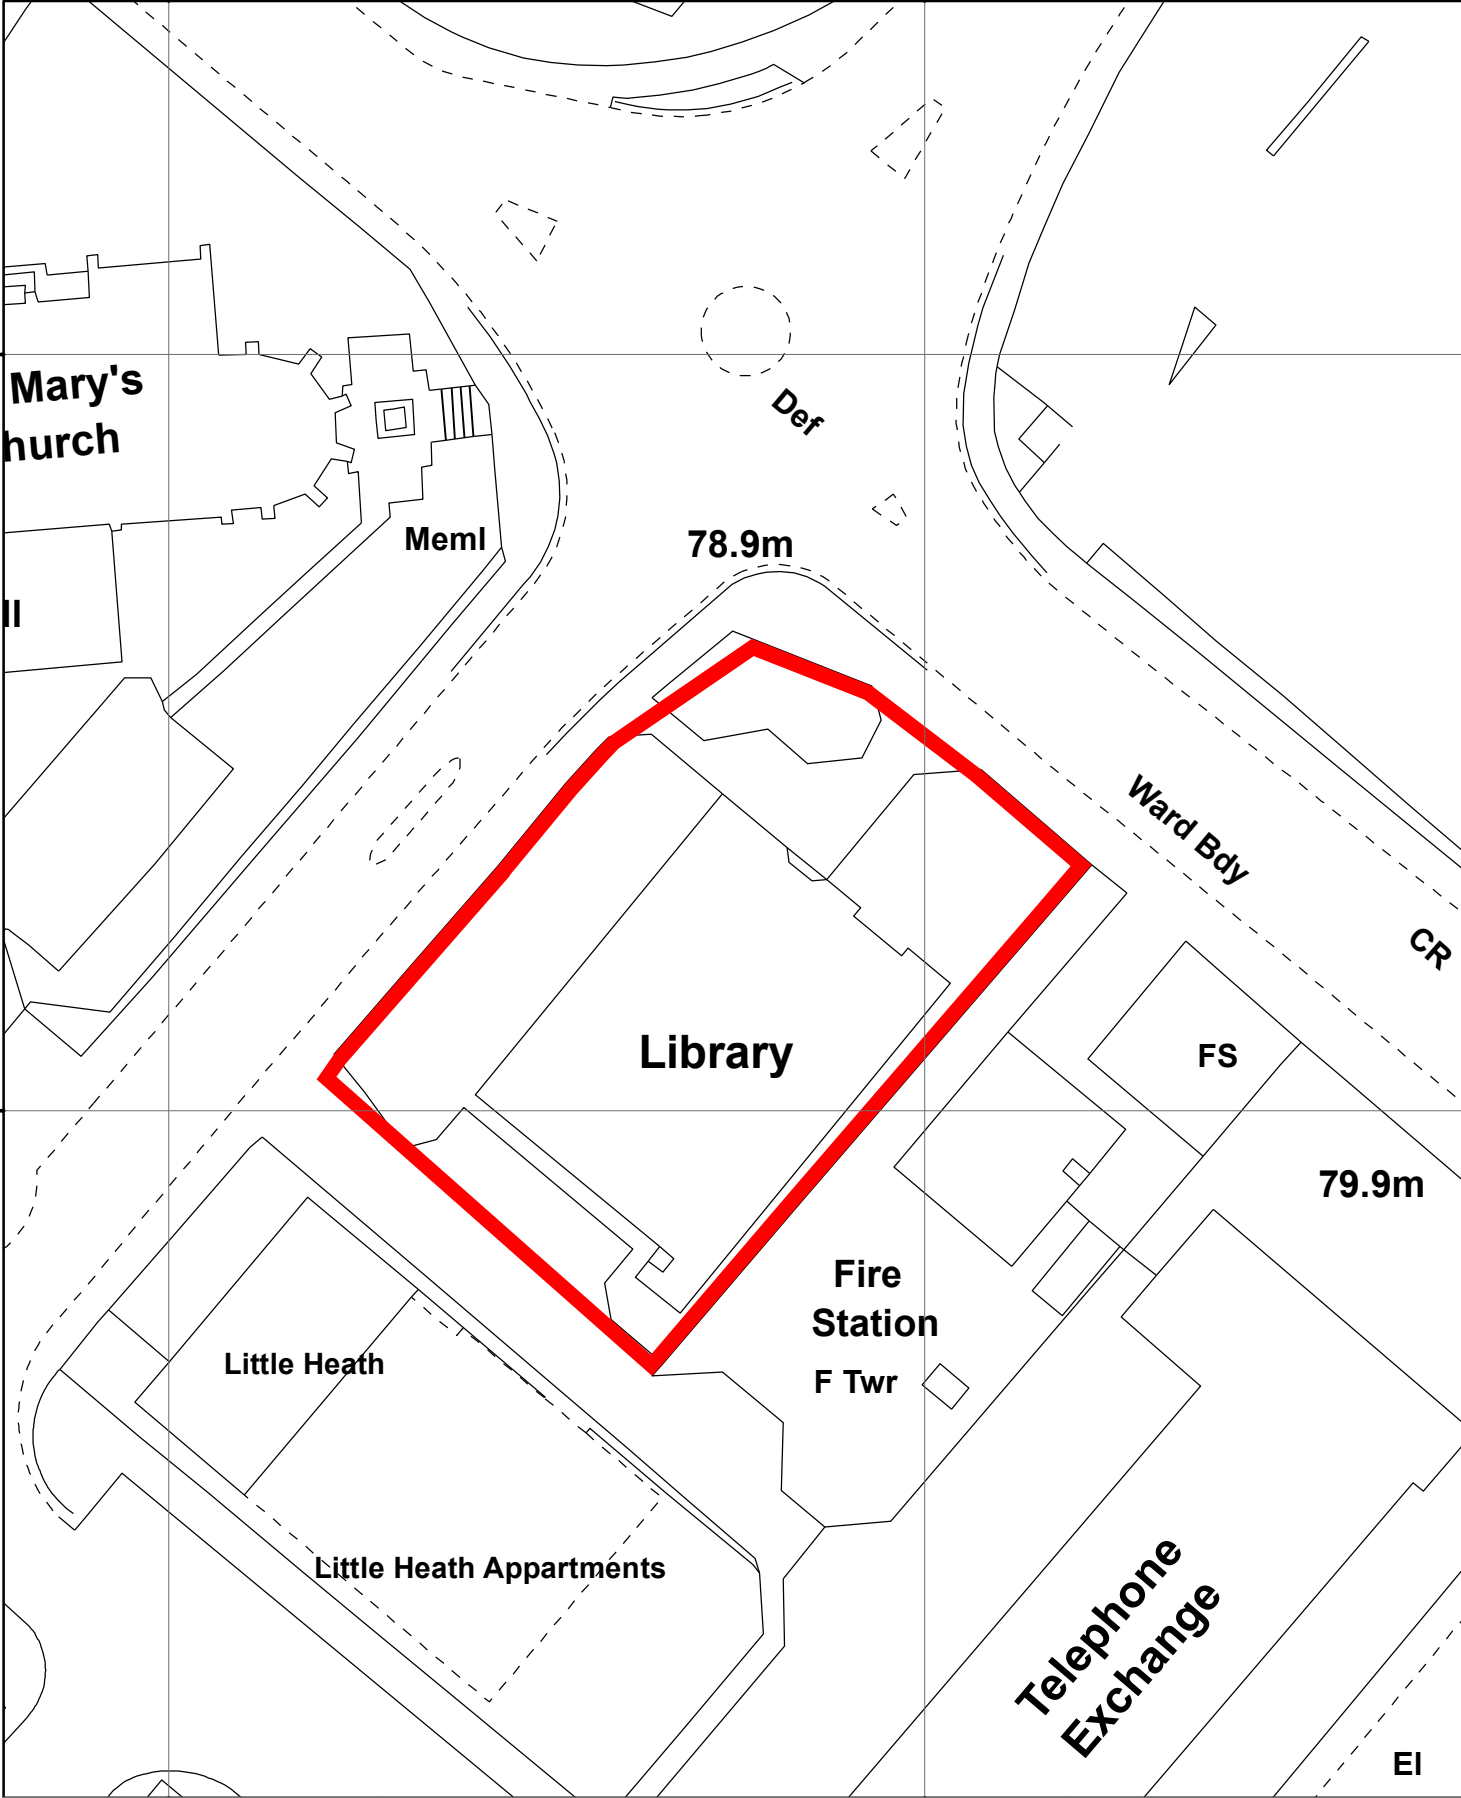 Mary's
hurch
Def
Meml
78.9m
ll
Ward Bdy
CR
Library
FS
79.9m
Fire
Station
F Twr
Little Heath
Little Heath Appartments
Telephone
Exchange
El